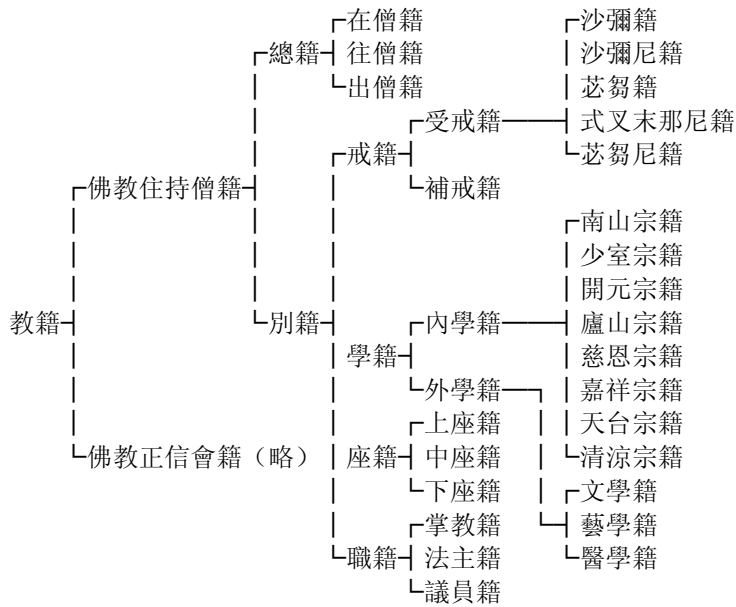 在僧籍 沙彌籍
總籍 往僧籍 沙彌尼籍
出僧籍 苾芻籍
受戒籍 式叉末那尼籍
戒籍 苾芻尼籍
佛教住持僧籍 補戒籍
南山宗籍
少室宗籍
開元宗籍
教籍 別籍 內學籍 廬山宗籍
學籍 慈恩宗籍
外學籍 嘉祥宗籍
上座籍 天台宗籍
佛教正信會籍（略） 座籍 中座籍 清涼宗籍
下座籍 文學籍
掌教籍 藝學籍
職籍 法主籍 醫學籍
議員籍